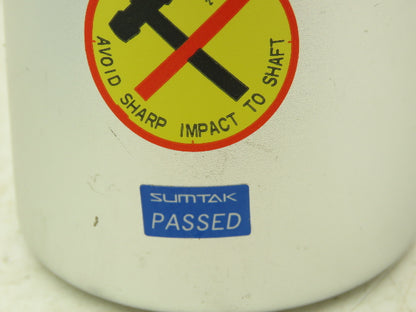 AVOID SHARP IMPACT TO SHAFT
SUMTAK
PASSED